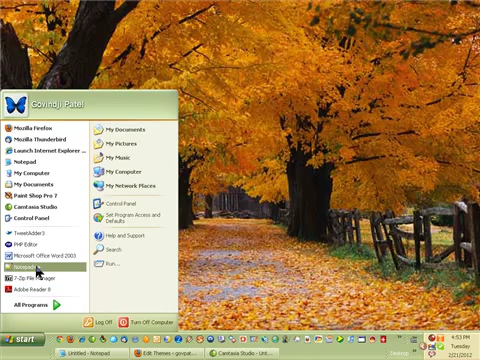 Govindji Patel
Mozilla Firefox
Mozilla Thunderbird
Launch Internet Explorer ...
Notepad
My Computer
My Documents
Paint Shop Pro 7
Camtasia Studio
Control Panel
TweetAdder3
PHP Editor
Microsoft Office Word 2003
Notepad
7-Zip File Manager
Adobe Reader 8
All Programs
My Documents
My Pictures
My Music
My Computer
My Network Places
Control Panel
Set Program Access and
Defaults
Help and Support
Search
Run...
Log Off
Turn Off Computer
start
Untitled - Notepad
Edit Themes - govpat...
Camtasia Studio - Unt...
Desktop
4:53 PM
Tuesday
2/21/2012